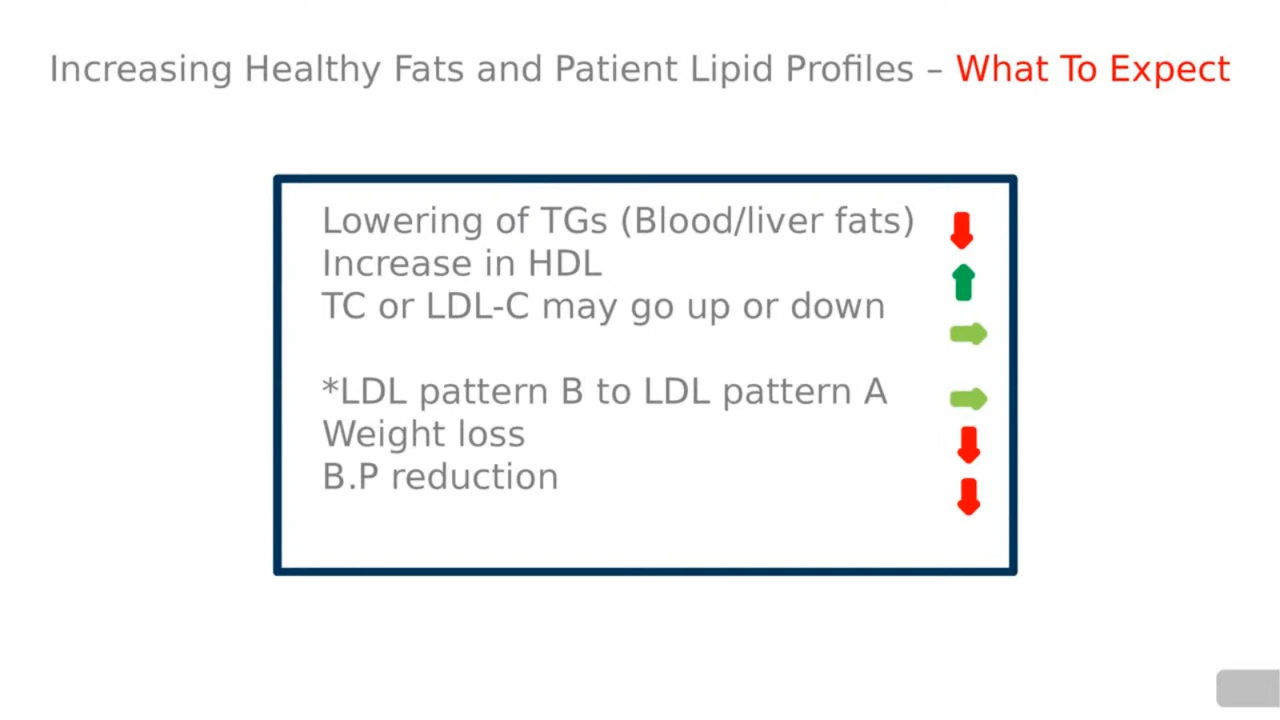 Increasing Healthy Fats and Patient Lipid Profiles – What To Expect
Lowering of TGs (Blood/liver fats)
Increase in HDL
TC or LDL-C may go up or down
*LDL pattern B to LDL pattern A
Weight loss
B.P reduction